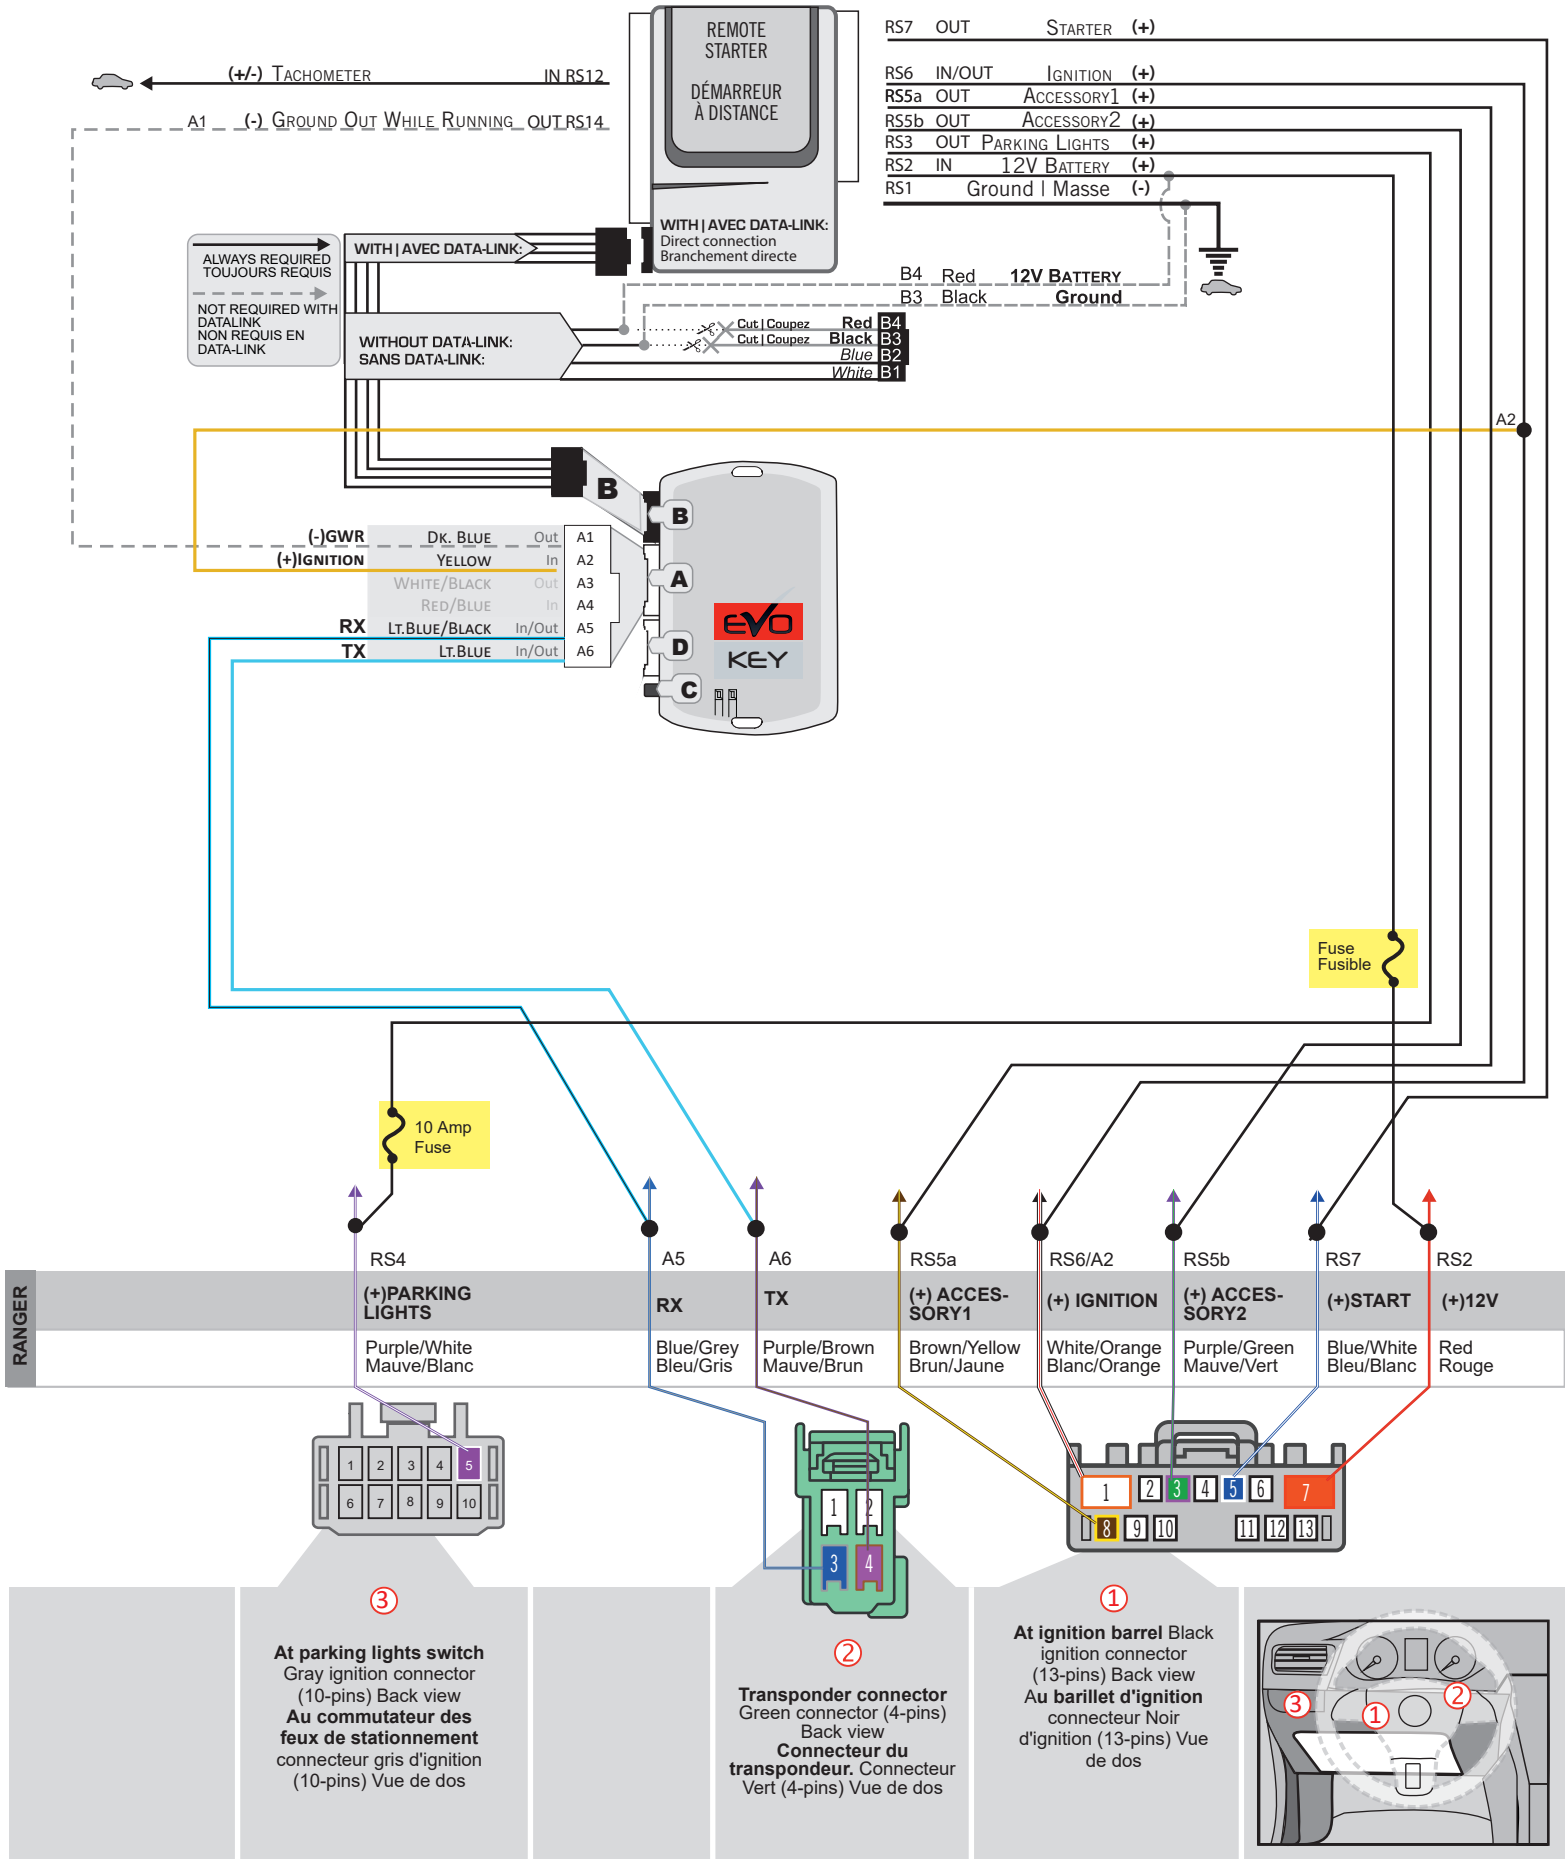 REMOTE
STARTER
DÉMARREUR
À DISTANCE
WITH | AVEC DATA-LINK:
Direct connection
Branchement directe
(+/-) TACHOMETER IN RS12
A1 (-) GROUND OUT WHILE RUNNING OUT RS14
RS7 OUT STARTER (+)
RS6 IN/OUT IGNITION (+)
RS5a OUT ACCESSORY1 (+)
RS5b OUT ACCESSORY2 (+)
RS3 OUT PARKING LIGHTS (+)
RS2 IN 12V BATTERY (+)
RS1 Ground | Masse (-)
ALWAYS REQUIRED
TOUJOURS REQUIS
NOT REQUIRED WITH
DATALINK
NON REQUIS EN
DATA-LINK
WITH | AVEC DATA-LINK:
B4 Red 12V BATTERY
B3 Black Ground
WITHOUT DATA-LINK:
SANS DATA-LINK:
Cut | Coupez Red B4
Cut | Coupez Black B3
Blue B2
White B1
A2
B
B
A
D
C
EVO
KEY
(-)GWR DK. BLUE Out A1
(+)IGNITION YELLOW In A2
WHITE/BLACK Out A3
RED/BLUE In A4
RX LT.BLUE/BLACK In/Out A5
TX LT.BLUE In/Out A6
Fuse
Fusible
10 Amp
Fuse
RANGER
RS4
(+)PARKING
LIGHTS
Purple/White
Mauve/Blanc
A5
RX
Blue/Grey
Bleu/Gris
A6
TX
Purple/Brown
Mauve/Brun
RS5a
(+) ACCES-
SORY1
Brown/Yellow
Brun/Jaune
RS6/A2
(+) IGNITION
White/Orange
Blanc/Orange
RS5b
(+) ACCES-
SORY2
Purple/Green
Mauve/Vert
RS7
(+)START
Blue/White
Bleu/Blanc
RS2
(+)12V
Red
Rouge
1 2 3 4 5
6 7 8 9 10
1 2
3 4
1 2 3 4 5 6 7
8 9 10 11 12 13
3
At parking lights switch
Gray ignition connector
(10-pins) Back view
Au commutateur des
feux de stationnement
connecteur gris d'ignition
(10-pins) Vue de dos
2
Transponder connector
Green connector (4-pins)
Back view
Connecteur du
transpondeur. Connecteur
Vert (4-pins) Vue de dos
1
At ignition barrel Black
ignition connector
(13-pins) Back view
Au barillet d'ignition
connecteur Noir
d'ignition (13-pins) Vue
de dos
3
1
2